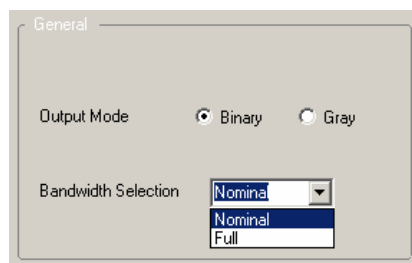 General
Output Mode Binary Gray
Bandwidth Selection Nominal
Nominal
Full